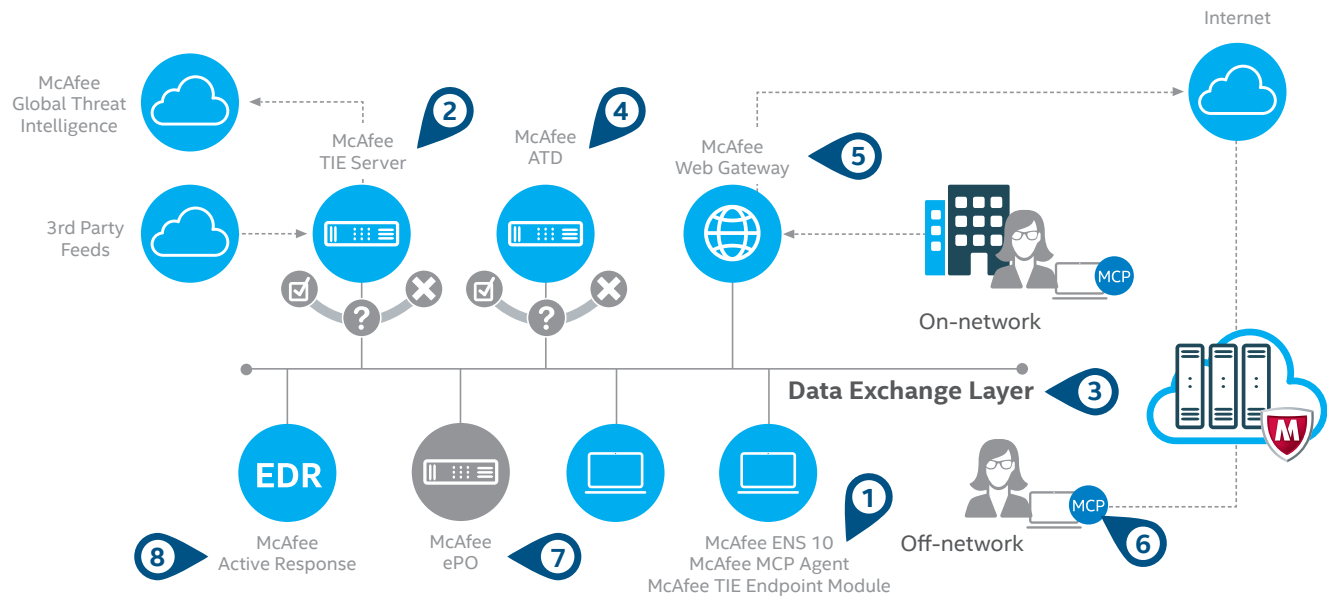 Internet
McAfee
Global Threat
Intelligence
2
4
McAfee
TIE Server
McAfee
ATD
McAfee
Web Gateway
5
3rd Party
Feeds
?
?
MCP
On-network
Data Exchange Layer
3
M
EDR
1
MCP
6
Off-network
8
McAfee
Active Response
McAfee
ePO
7
McAfee ENS 10
McAfee MCP Agent
McAfee TIE Endpoint Module